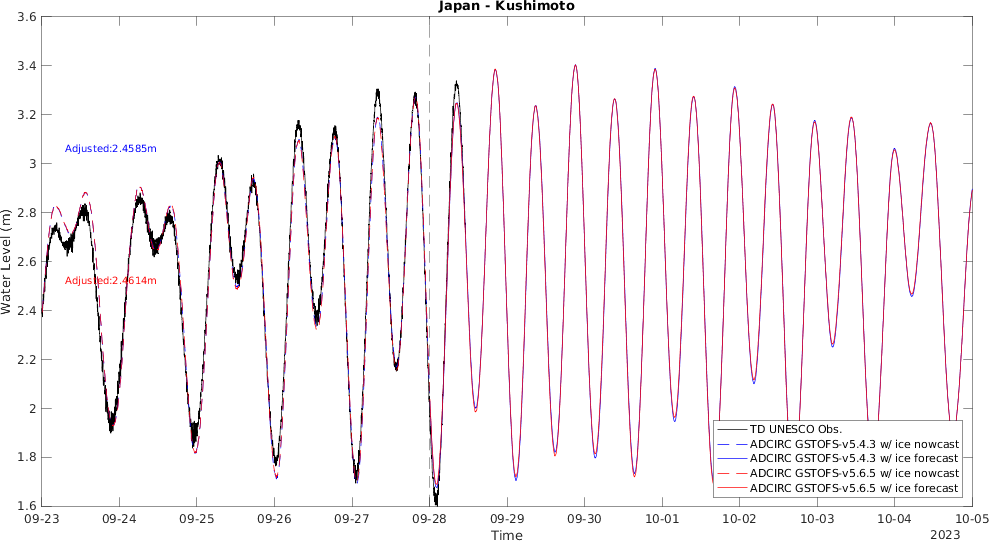 Japan - Kushimoto
3.6
3.4
3.2
3
2.8
2.6
2.4
2.2
2
1.8
1.6
Water Level (m)
Adjusted:2.4585m
Adjusted:2.4614m
TD UNESCO Obs.
ADCIRC GSTOFS-v5.4.3 w/ ice nowcast
ADCIRC GSTOFS-v5.4.3 w/ ice forecast
ADCIRC GSTOFS-v5.6.5 w/ ice nowcast
ADCIRC GSTOFS-v5.6.5 w/ ice forecast
09-23 09-24 09-25 09-26 09-27 09-28 09-29 09-30 10-01 10-02 10-03 10-04 10-05
Time
2023